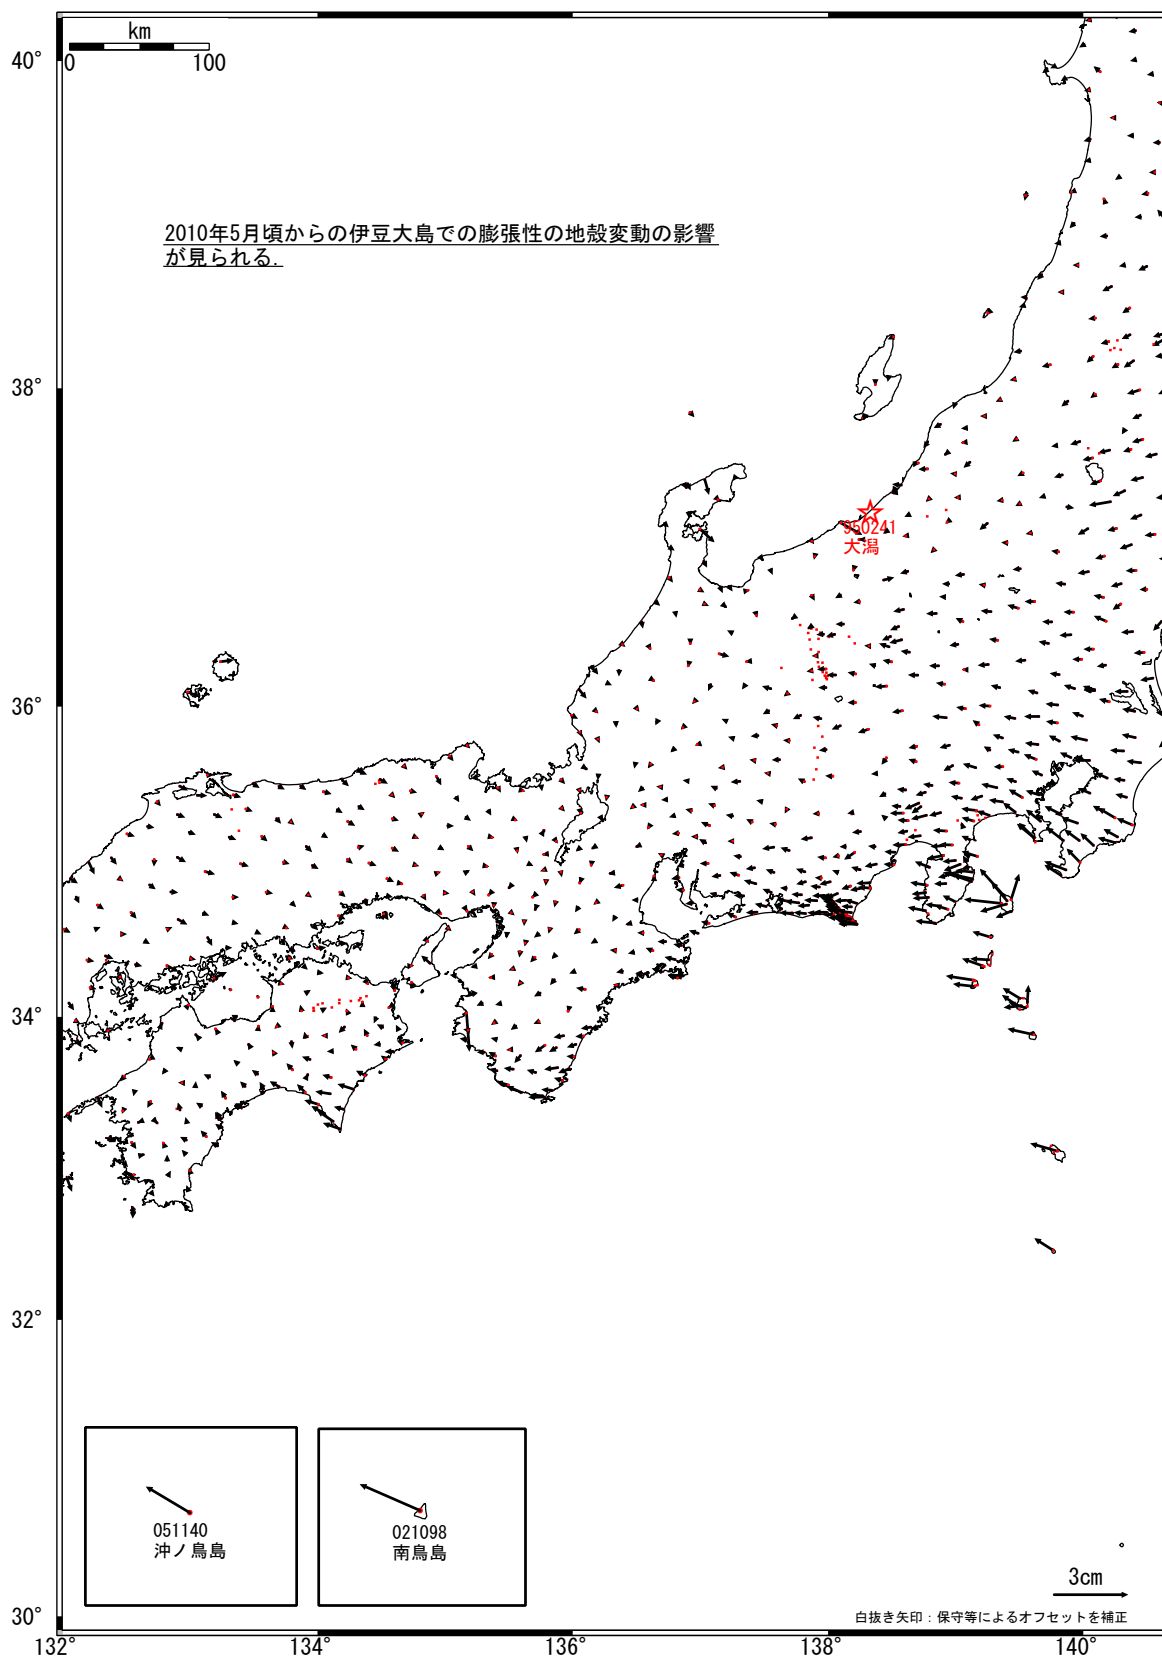 km
0 100
40°
2010年5月頃からの伊豆大島での膨張性の地殻変動の影響
が見られる.
38°
950241
大潟
36°
34°
32°
051140
沖ノ鳥島
021098
南鳥島
3cm
白抜き矢印：保守等によるオフセットを補正
30°
132° 134° 136° 138° 140°